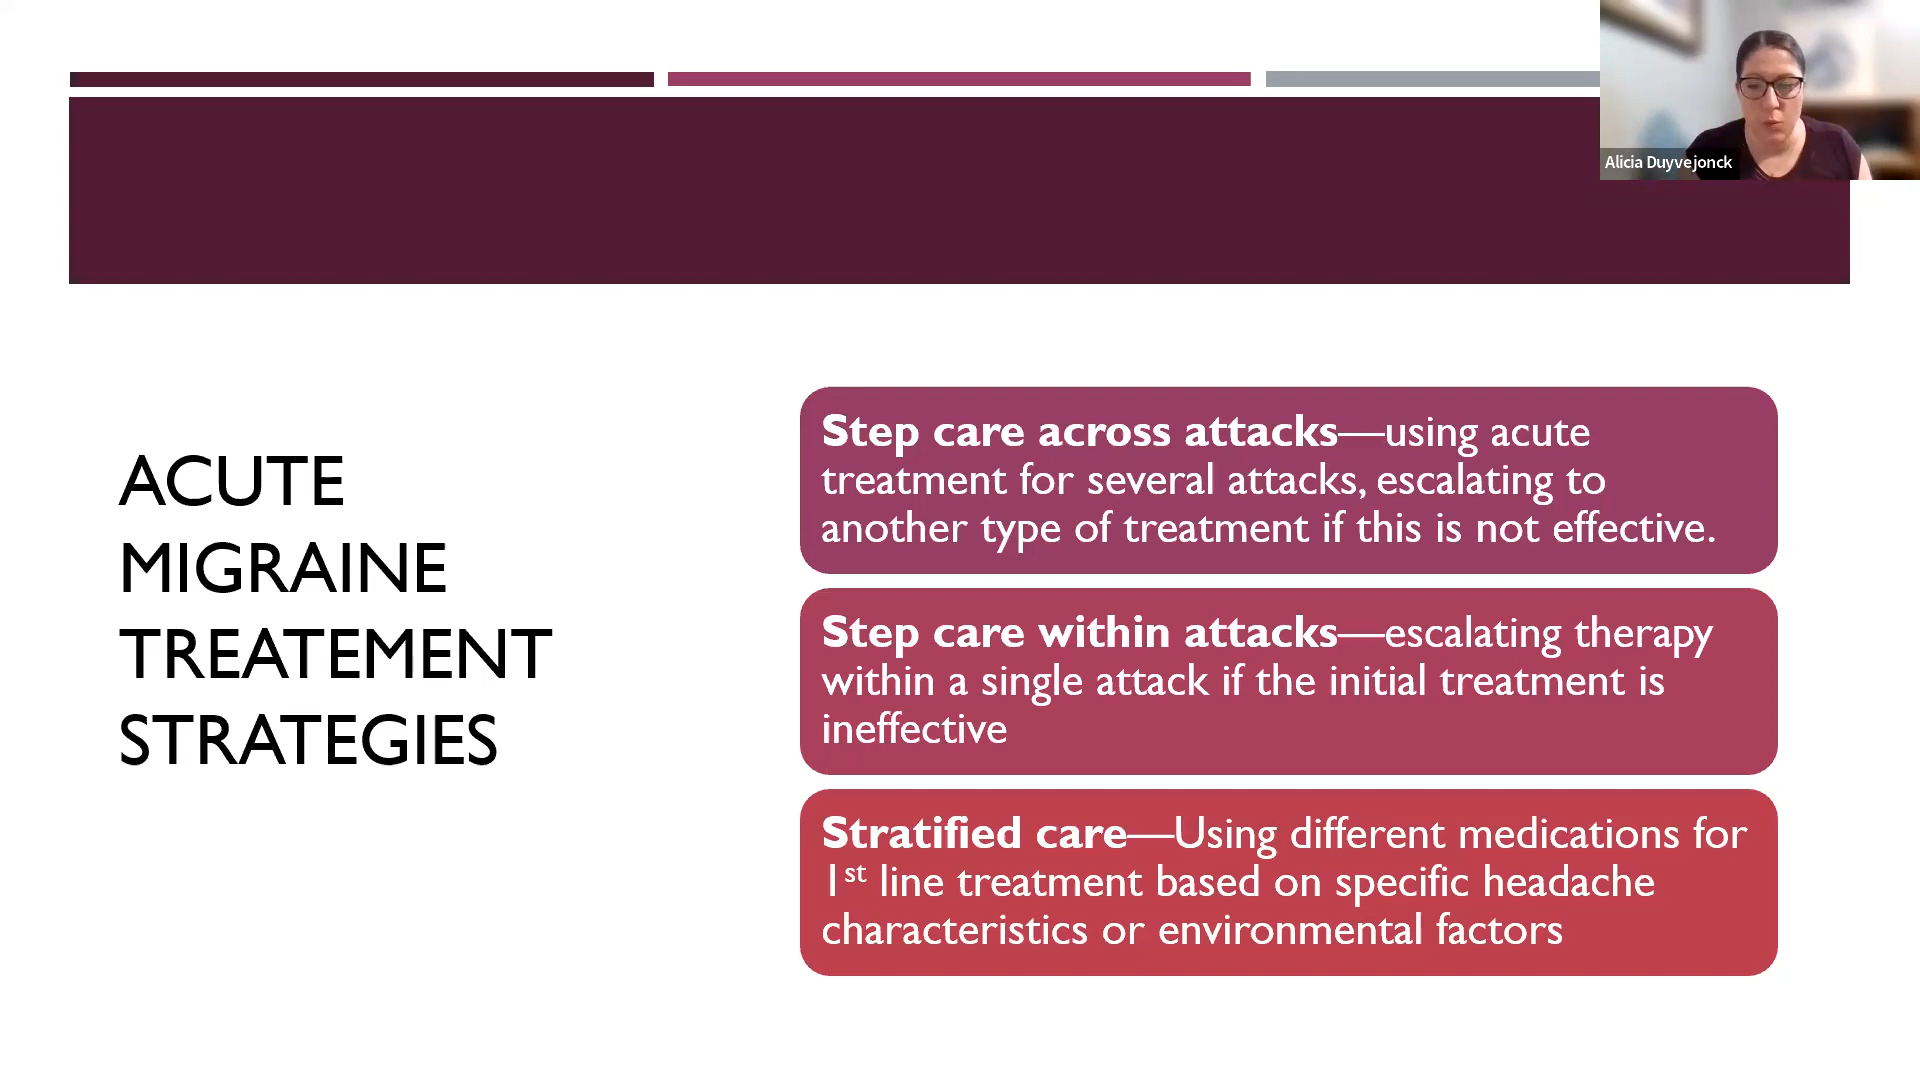 Alicia Duyvejonck
ACUTE
MIGRAINE
TREATEMENT
STRATEGIES
Step care across attacks—using acute
treatment for several attacks, escalating to
another type of treatment if this is not effective.
Step care within attacks—escalating therapy
within a single attack if the initial treatment is
ineffective
Stratified care—Using different medications for
1st line treatment based on specific headache
characteristics or environmental factors